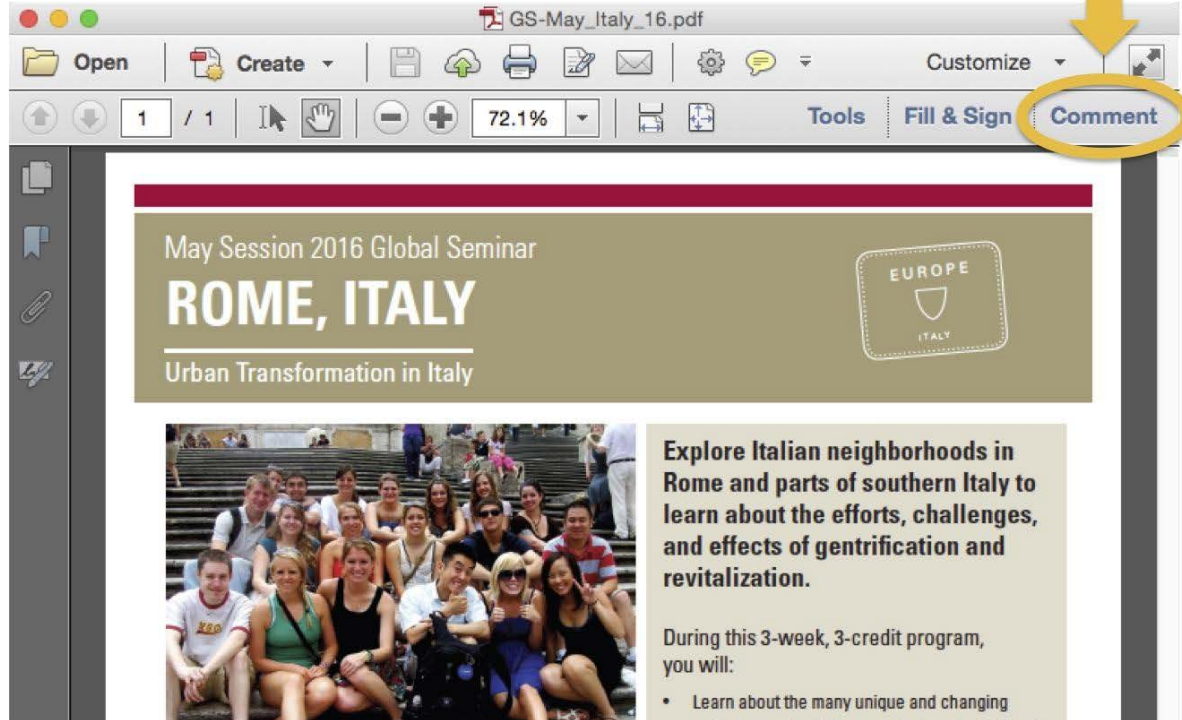 GS-May_Italy_16.pdf
Open Create Customize
1 / 1 72.1% Tools Fill & Sign Comment
May Session 2016 Global Seminar
ROME, ITALY
Urban Transformation in Italy
EUROPE
ITALY
Explore Italian neighborhoods in
Rome and parts of southern Italy to
learn about the efforts, challenges,
and effects of gentrification and
revitalization.
During this 3-week, 3-credit program,
you will:
• Learn about the many unique and changing